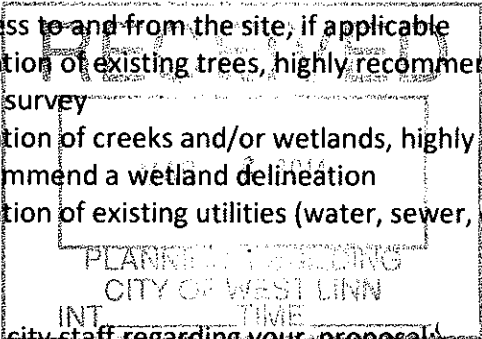 ss to and from the site, if applicable
RECEIVED
tion of existing trees, highly recommen
survey
tion of creeks and/or wetlands, highly
mmend a wetland delineation
tion of existing utilities (water, sewer,
PLANNING & BUILDING
CITY OF WEST LINN
INT TIME
city staff regarding your proposal: